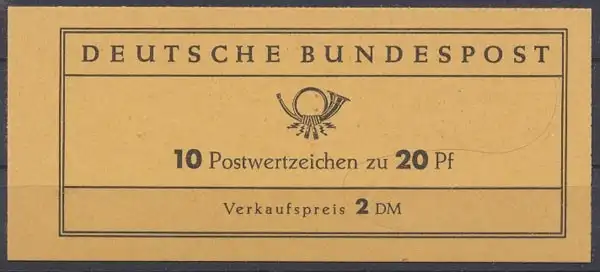 DEUTSCHE BUNDESPOST
10 Postwertzeichen zu 20 Pf
Verkaufspreis 2 DM